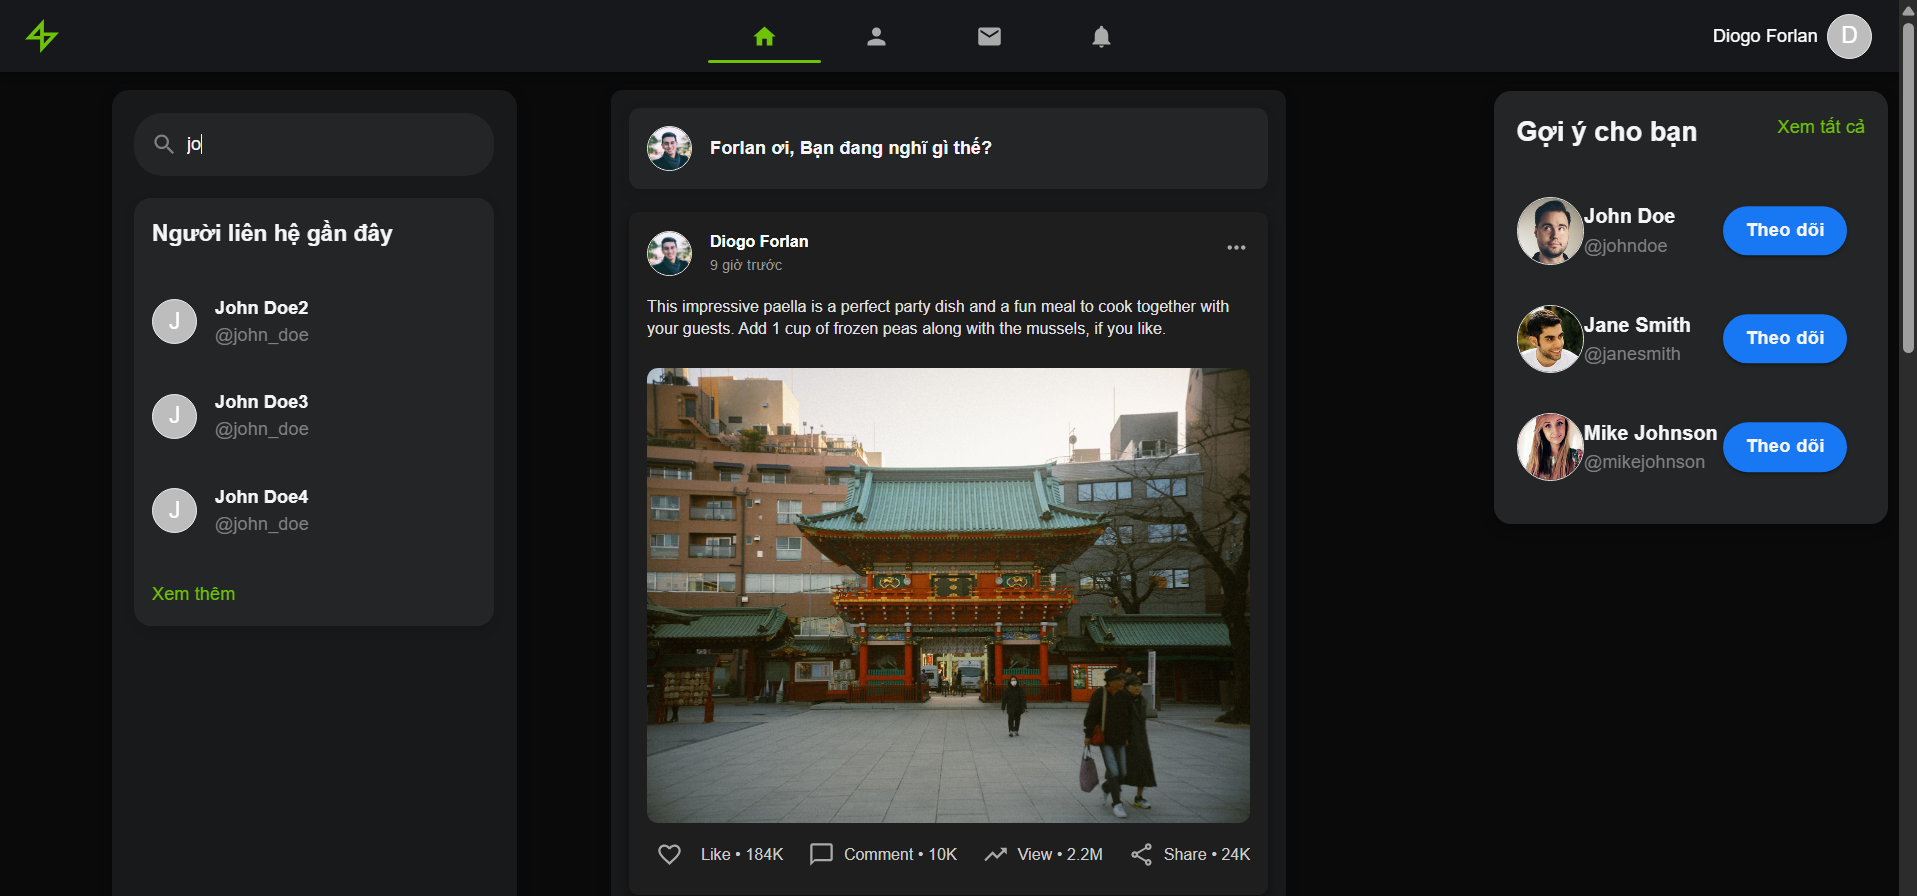 Diogo Forlan
D
jo
Người liên hệ gần đây
J
John Doe2
@john_doe
J
John Doe3
@john_doe
J
John Doe4
@john_doe
Xem thêm
Forlan ơi, Bạn đang nghĩ gì thế?
Diogo Forlan
9 giờ trước
This impressive paella is a perfect party dish and a fun meal to cook together with
your guests. Add 1 cup of frozen peas along with the mussels, if you like.
Like • 184K
Comment • 10K
View • 2.2M
Share • 24K
Gợi ý cho bạn
Xem tất cả
John Doe
@johndoe
Theo dõi
Jane Smith
@janesmith
Theo dõi
Mike Johnson
@mikejohnson
Theo dõi